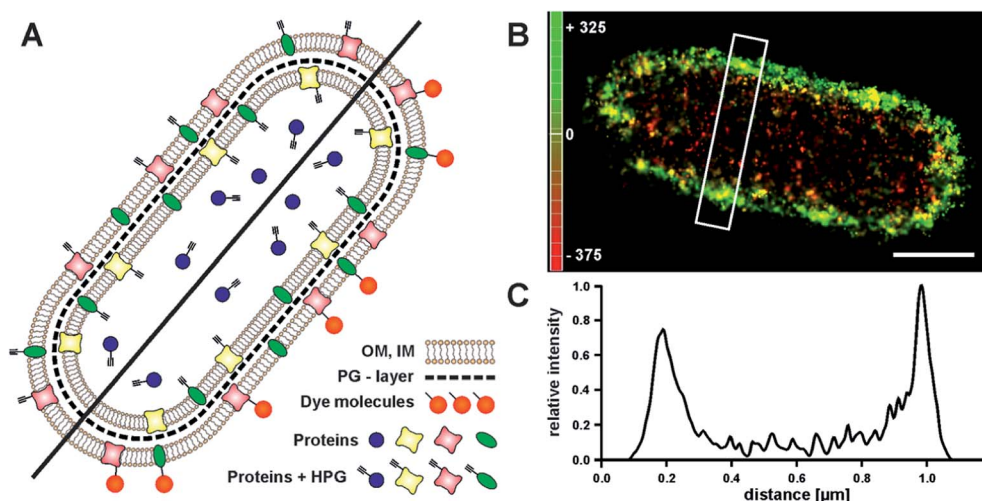 A
OM, IM
PG - layer
Dye molecules
Proteins
Proteins + HPG
B
+ 325
0
- 375
C
relative intensity
1.0
0.8
0.6
0.4
0.2
0.0
0.0 0.2 0.4 0.6 0.8 1.0
distance [µm]